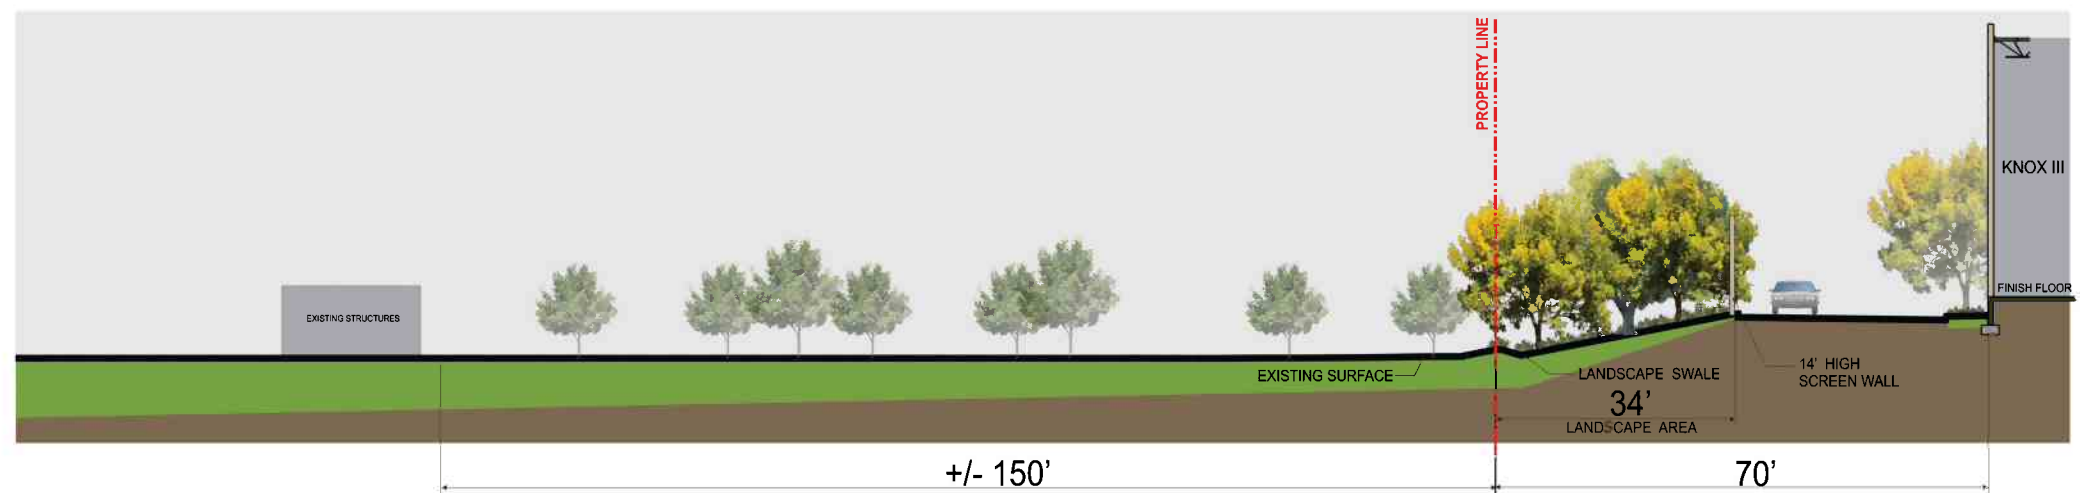 PROPERTY LINE
KNOX III
FINISH FLOOR
EXISTING STRUCTURES
EXISTING SURFACE
LANDSCAPE SWALE
14' HIGH
SCREEN WALL
34'
LANDSCAPE AREA
+/- 150'
70'